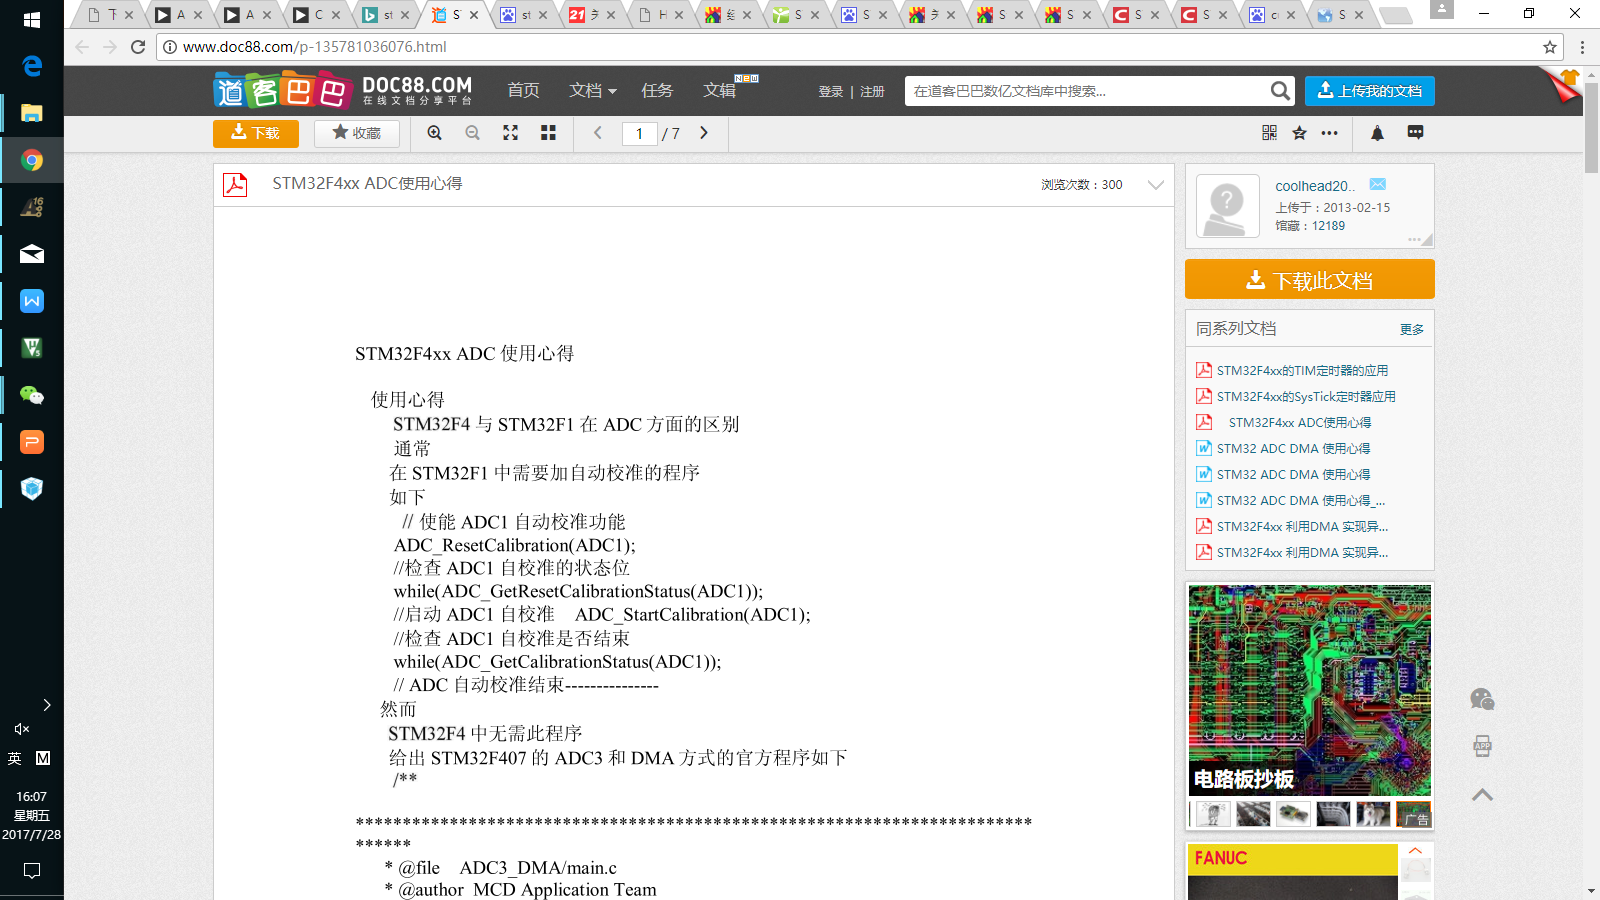 下
A
A
C
st
S
st
21 关
H
丝
S
S
关
S
S
S
S
c
S
www.doc88.com/p-135781036076.html
道客巴巴 DOC88.COM
在线文档分享平台
首页 文档 任务 文辑 NEW
登录 | 注册
在道客巴巴数亿文档库中搜索...
上传我的文档
下载 收藏 1 / 7
STM32F4xx ADC使用心得
浏览次数：300
STM32F4xx ADC 使用心得
使用心得
STM32F4 与 STM32F1 在 ADC 方面的区别
通常
在 STM32F1 中需要加自动校准的程序
如下
// 使能 ADC1 自动校准功能
ADC_ResetCalibration(ADC1);
//检查 ADC1 自校准的状态位
while(ADC_GetResetCalibrationStatus(ADC1));
//启动 ADC1 自校准 ADC_StartCalibration(ADC1);
//检查 ADC1 自校准是否结束
while(ADC_GetCalibrationStatus(ADC1));
// ADC 自动校准结束---------------
然而
STM32F4 中无需此程序
给出 STM32F407 的 ADC3 和 DMA 方式的官方程序如下
/**
************************************************************************
******
* @file ADC3_DMA/main.c
* @author MCD Application Team
coolhead20..
上传于：2013-02-15
馆藏：12189
下载此文档
同系列文档 更多
STM32F4xx的TIM定时器的应用
STM32F4xx的SysTick定时器应用
STM32F4xx ADC使用心得
STM32 ADC DMA 使用心得
STM32 ADC DMA 使用心得
STM32 ADC DMA 使用心得_...
STM32F4xx 利用DMA 实现异...
STM32F4xx 利用DMA 实现异...
电路板抄板
广告
FANUC
APP
英 M
16:07
星期五
2017/7/28